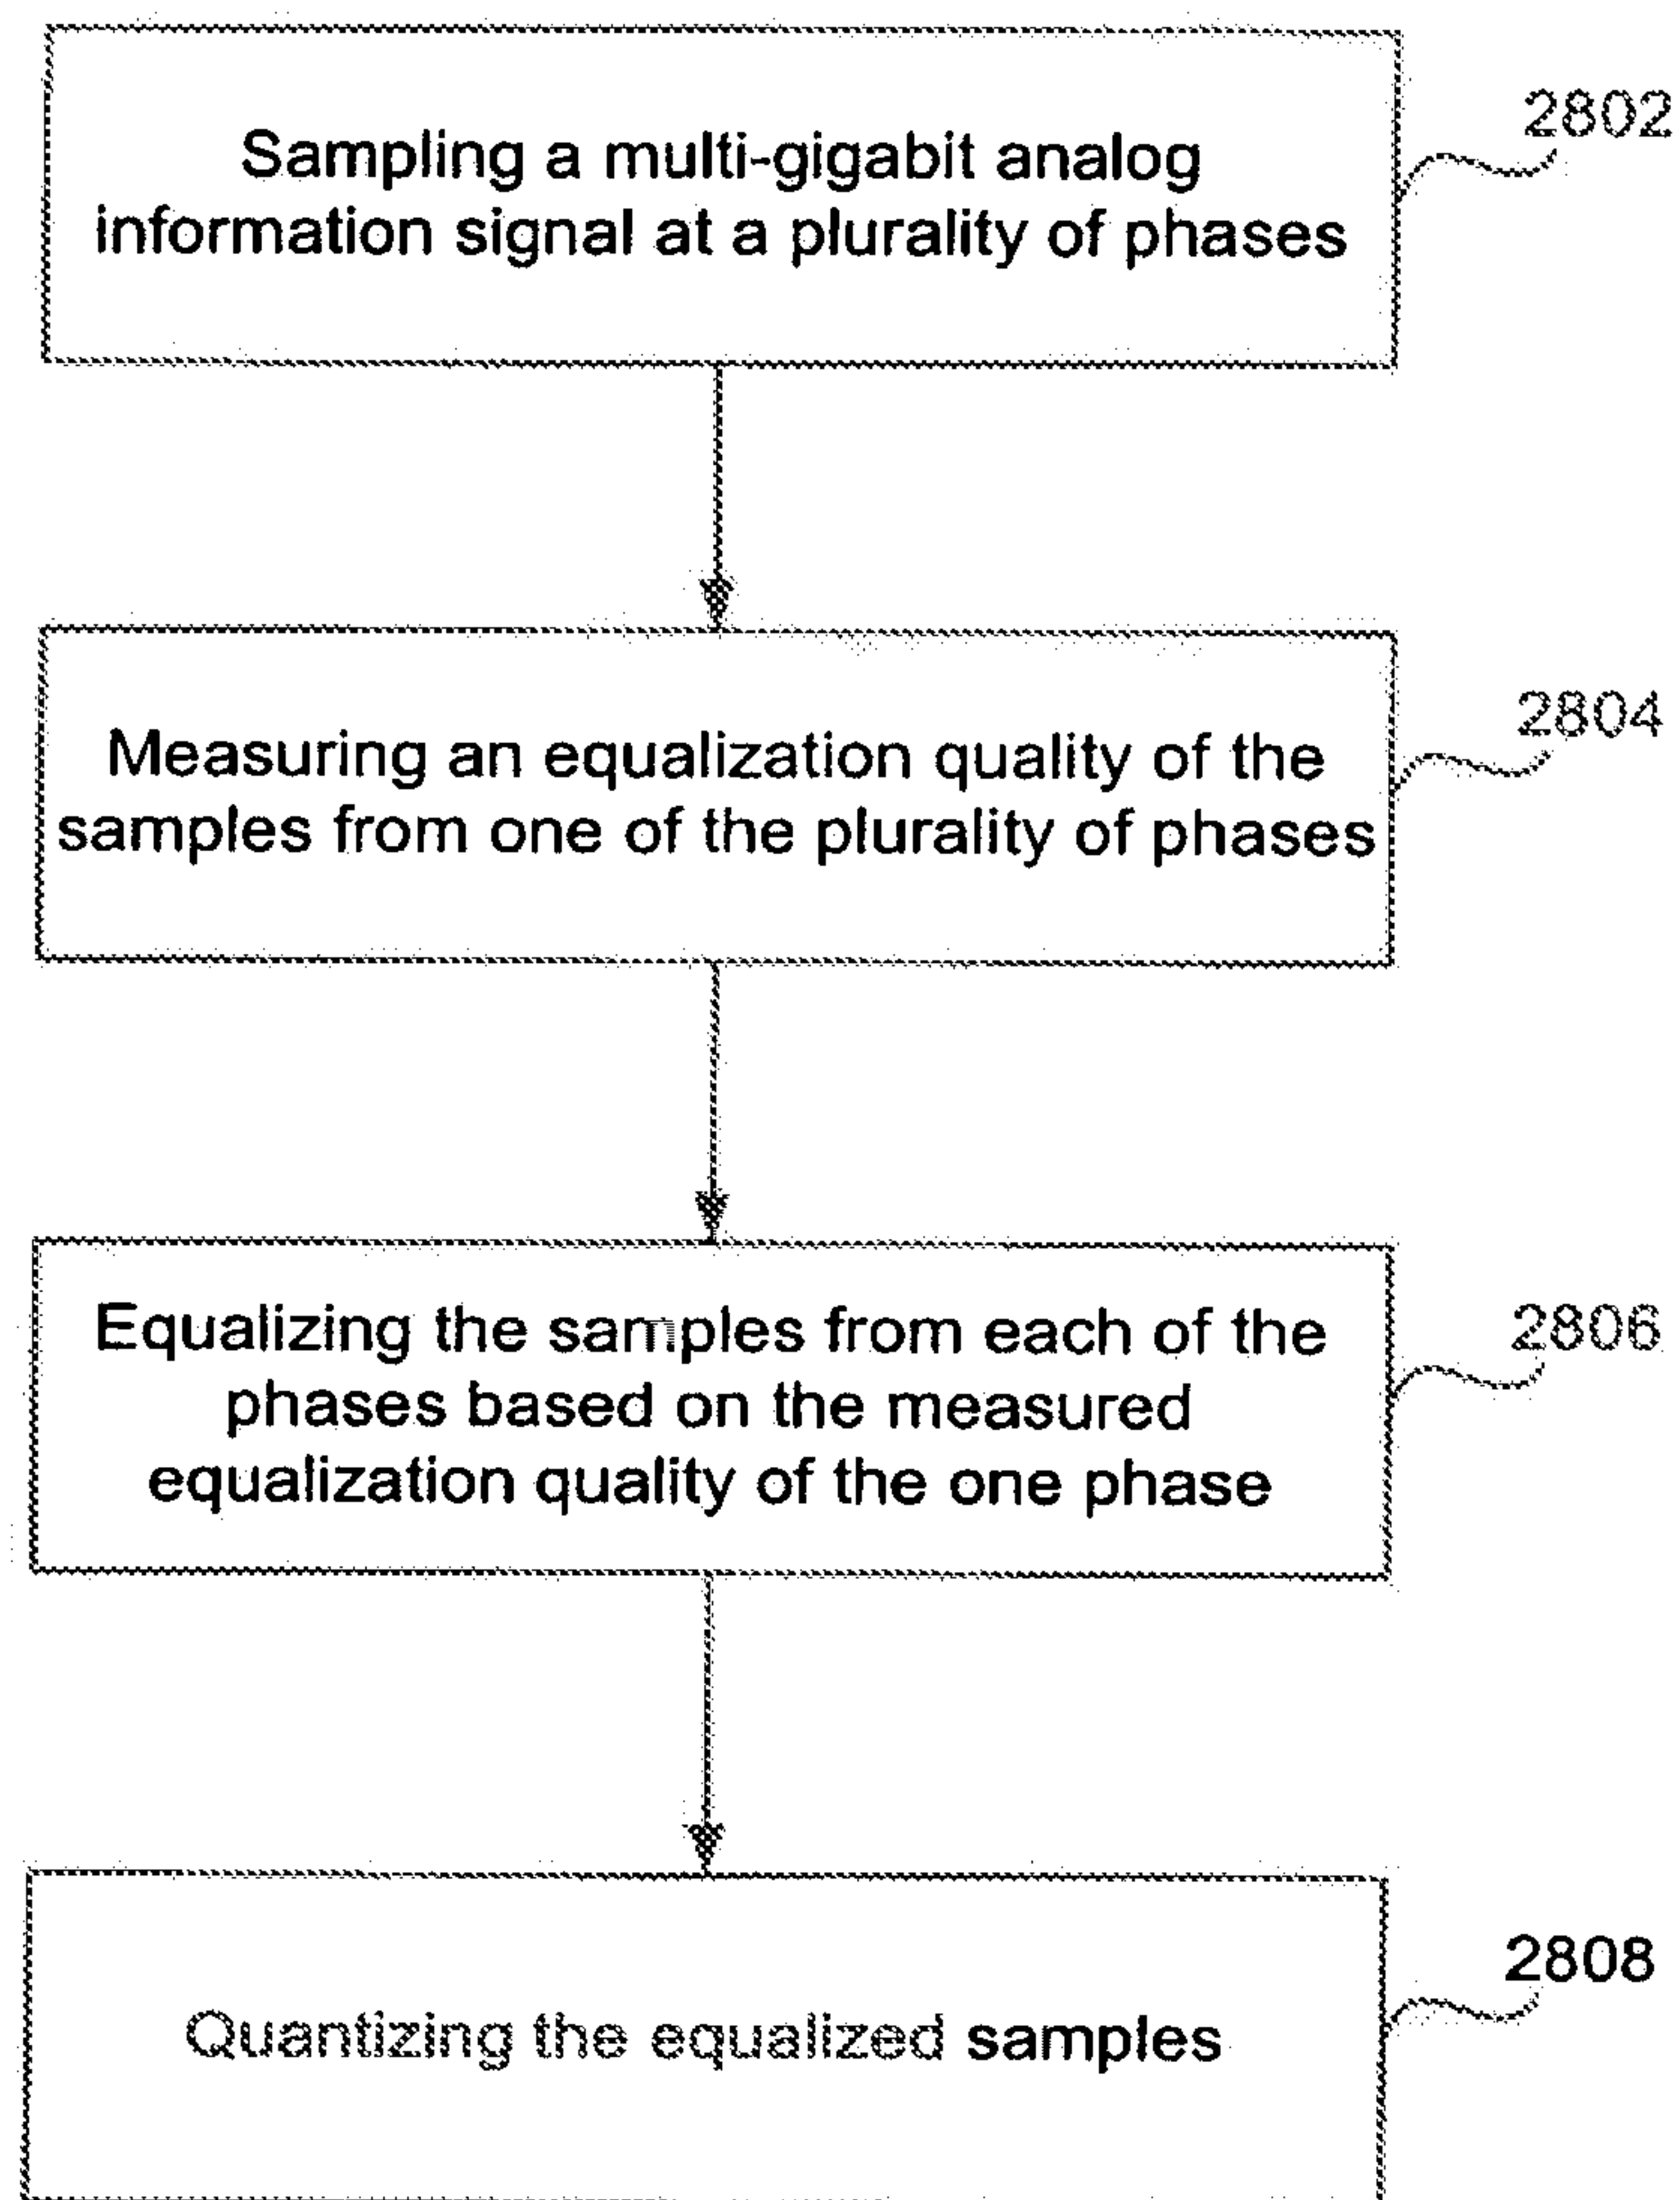 Sampling a multi-gigabit analog
information signal at a plurality of phases
2802
Measuring an equalization quality of the
samples from one of the plurality of phases
2804
Equalizing the samples from each of the
phases based on the measured
equalization quality of the one phase
2806
Quantizing the equalized samples
2808